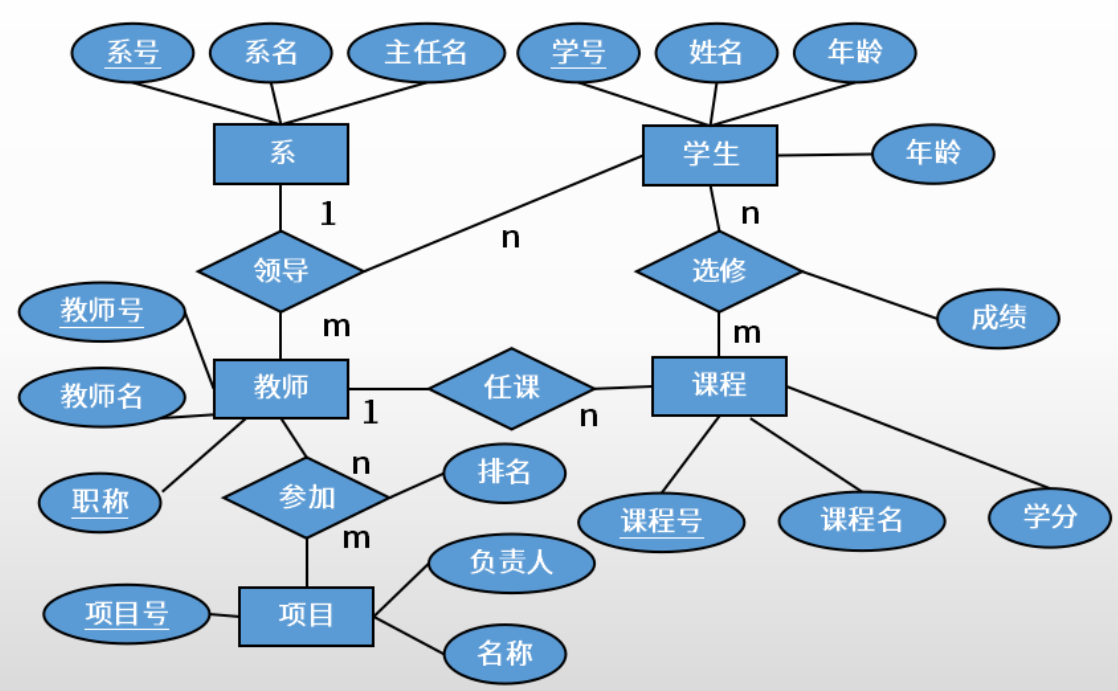 系号
系名
主任名
学号
姓名
年龄
系
学生
年龄
1
n
n
领导
选修
教师号
m
m
成绩
教师名
教师
任课
课程
1
n
n
排名
职称
参加
m
课程号
课程名
学分
负责人
项目号
项目
名称